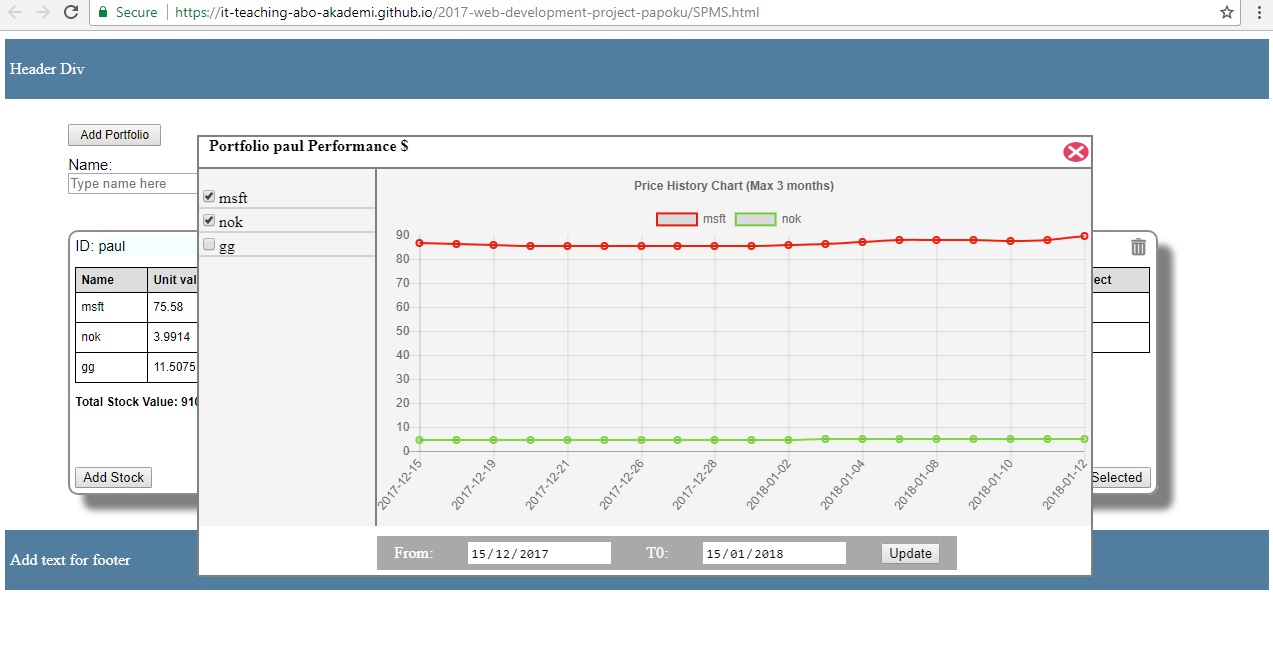 Secure
https://it-teaching-abo-akademi.github.io/2017-web-development-project-papoku/SPMS.html
Header Div
Add Portfolio
Name:
Type name here
ID: paul
Name Unit val
msft 75.58
nok 3.9914
gg 11.5075
Total Stock Value: 910
Add Stock
Portfolio paul Performance $
msft
nok
gg
Price History Chart (Max 3 months)
msft nok
90
80
70
60
50
40
30
20
10
0
2017-12-15 2017-12-19 2017-12-21 2017-12-26 2017-12-28 2018-01-02 2018-01-04 2018-01-08 2018-01-10 2018-01-12
From: 15/12/2017 T0: 15/01/2018 Update
ect
Selected
Add text for footer